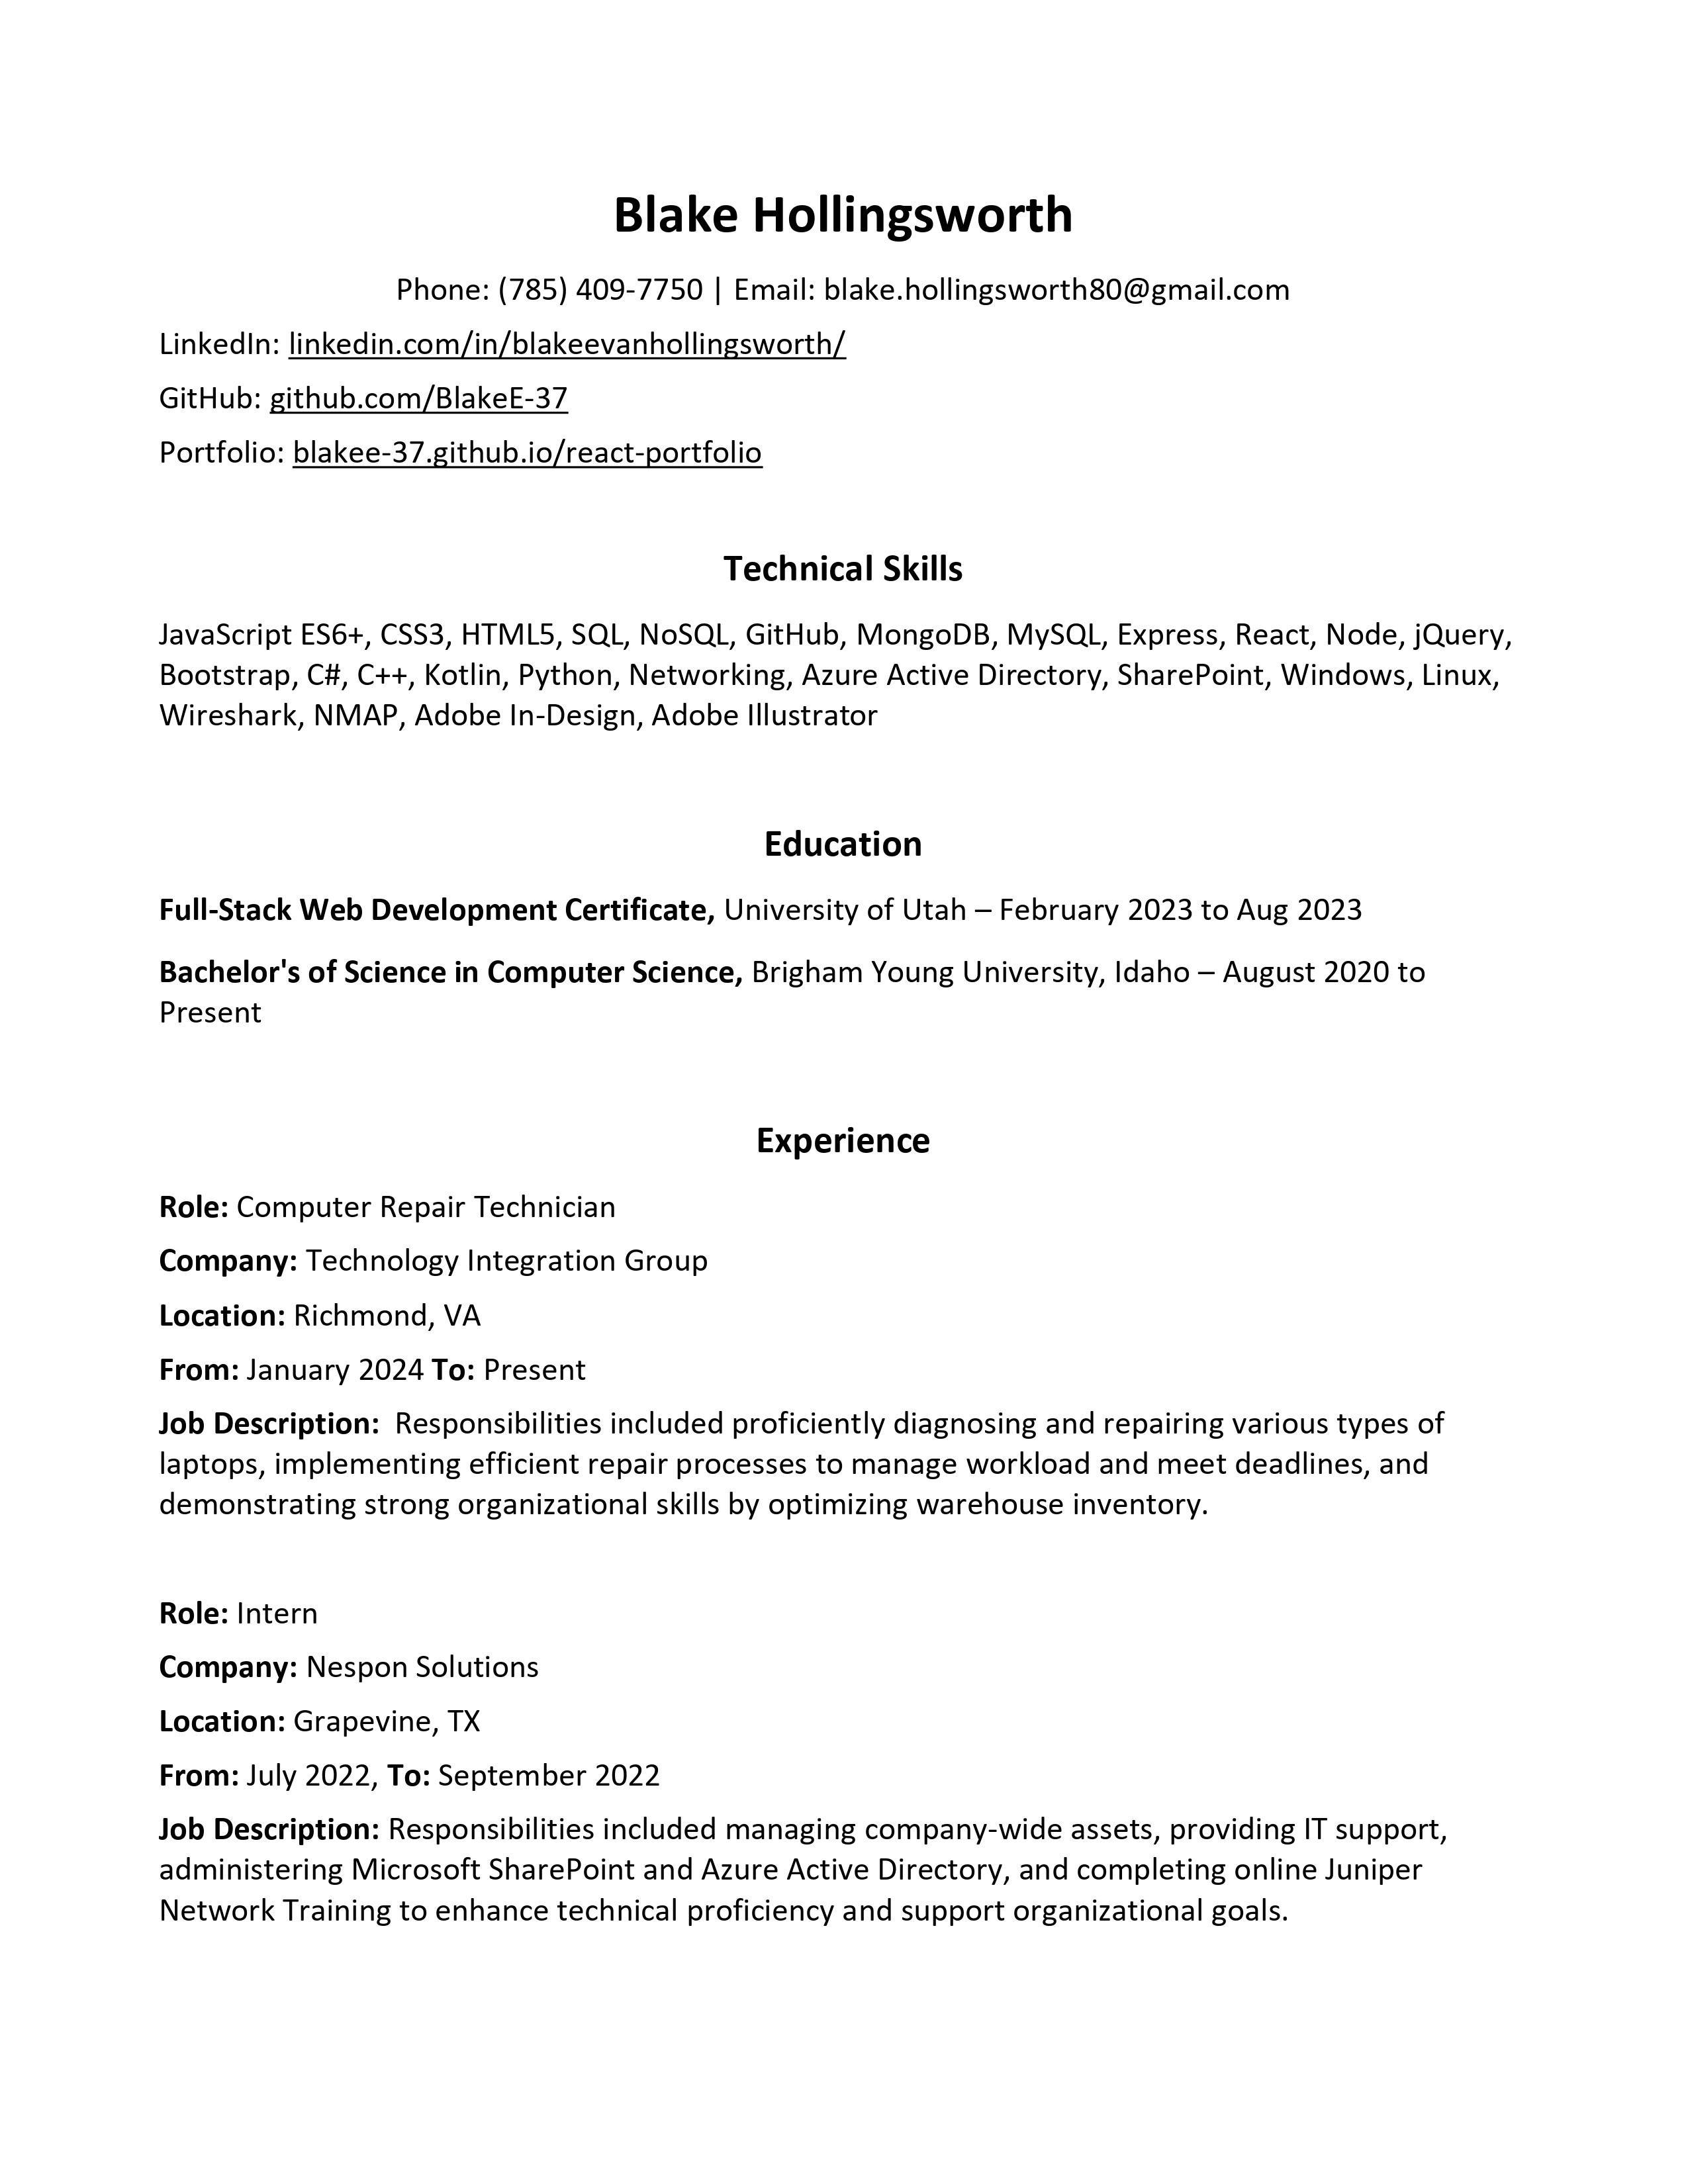 Blake Hollingsworth
Phone: (785) 409-7750 | Email: blake.hollingsworth80@gmail.com
LinkedIn: linkedin.com/in/blakeevanhollingsworth/
GitHub: github.com/BlakeE-37
Portfolio: blakee-37.github.io/react-portfolio
Technical Skills
JavaScript ES6+, CSS3, HTML5, SQL, NoSQL, GitHub, MongoDB, MySQL, Express, React, Node, jQuery,
Bootstrap, C#, C++, Kotlin, Python, Networking, Azure Active Directory, SharePoint, Windows, Linux,
Wireshark, NMAP, Adobe In-Design, Adobe Illustrator
Education
Full-Stack Web Development Certificate, University of Utah – February 2023 to Aug 2023
Bachelor's of Science in Computer Science, Brigham Young University, Idaho – August 2020 to
Present
Experience
Role: Computer Repair Technician
Company: Technology Integration Group
Location: Richmond, VA
From: January 2024 To: Present
Job Description:  Responsibilities included proficiently diagnosing and repairing various types of
laptops, implementing efficient repair processes to manage workload and meet deadlines, and
demonstrating strong organizational skills by optimizing warehouse inventory.
Role: Intern
Company: Nespon Solutions
Location: Grapevine, TX
From: July 2022, To: September 2022
Job Description: Responsibilities included managing company-wide assets, providing IT support,
administering Microsoft SharePoint and Azure Active Directory, and completing online Juniper
Network Training to enhance technical proficiency and support organizational goals.